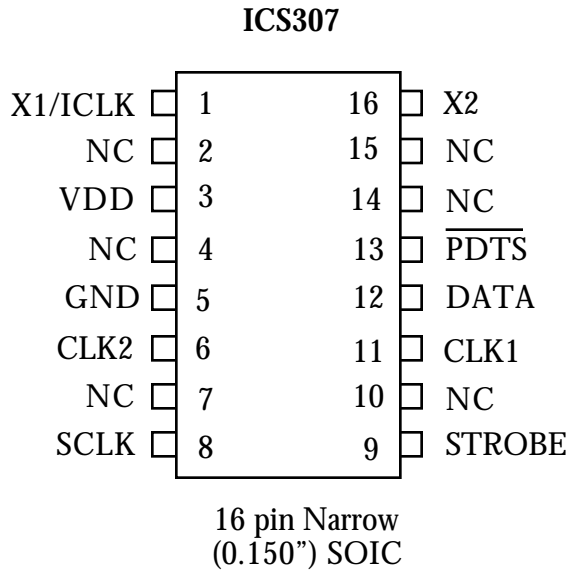 ICS307
X1/ICLK 1 16 X2
NC 2 15 NC
VDD 3 14 NC
NC 4 13 PDTS
GND 5 12 DATA
CLK2 6 11 CLK1
NC 7 10 NC
SCLK 8 9 STROBE
16 pin Narrow
(0.150”) SOIC